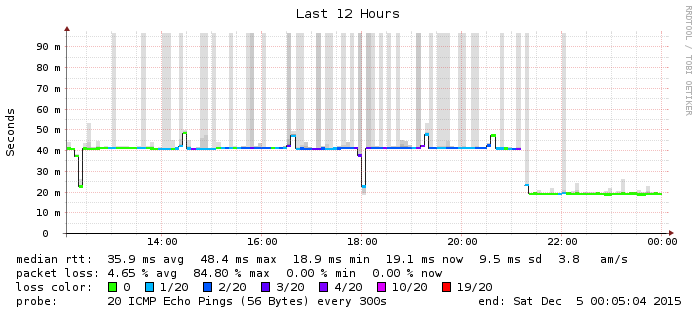 Last 12 Hours
RRDTOOL / TOBI OETIKER
Seconds
90 m
80 m
70 m
60 m
50 m
40 m
30 m
20 m
10 m
0
14:00 16:00 18:00 20:00 22:00 00:00
median rtt: 35.9 ms avg 48.4 ms max 18.9 ms min 19.1 ms now 9.5 ms sd 3.8 am/s
packet loss: 4.65 % avg 84.80 % max 0.00 % min 0.00 % now
loss color: 0 1/20 2/20 3/20 4/20 10/20 19/20
probe: 20 ICMP Echo Pings (56 Bytes) every 300s end: Sat Dec 5 00:05:04 2015